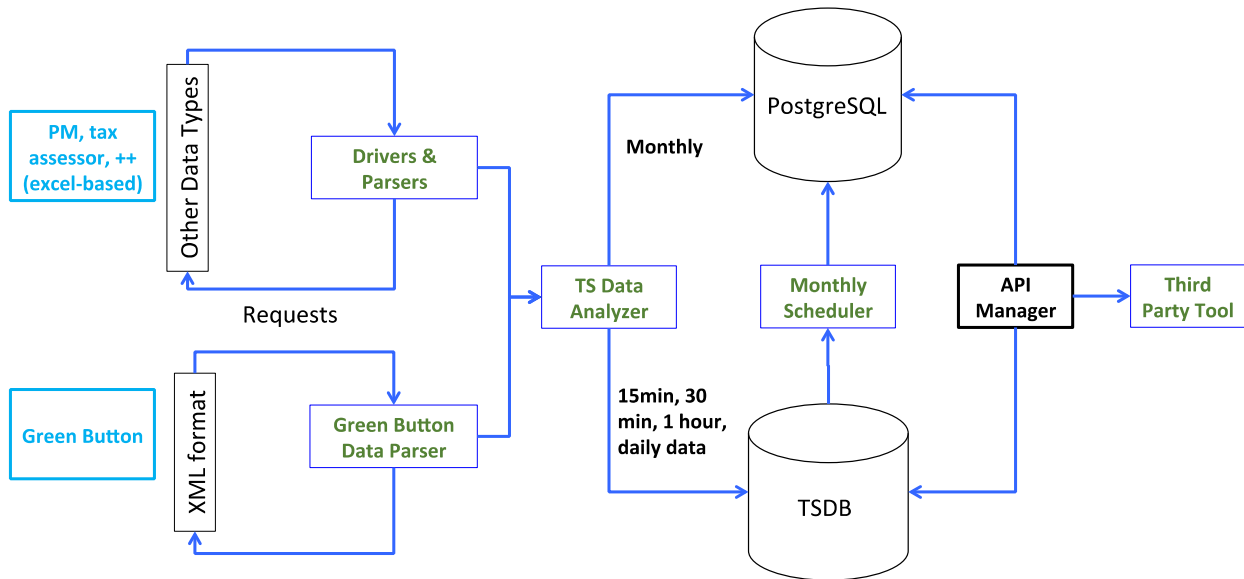 PM, tax
assessor, ++
(excel-based)
Other Data Types
Drivers &
Parsers
Requests
Green Button
XML format
Green Button
Data Parser
TS Data
Analyzer
Monthly
15min, 30
min, 1 hour,
daily data
PostgreSQL
Monthly
Scheduler
TSDB
API
Manager
Third
Party Tool